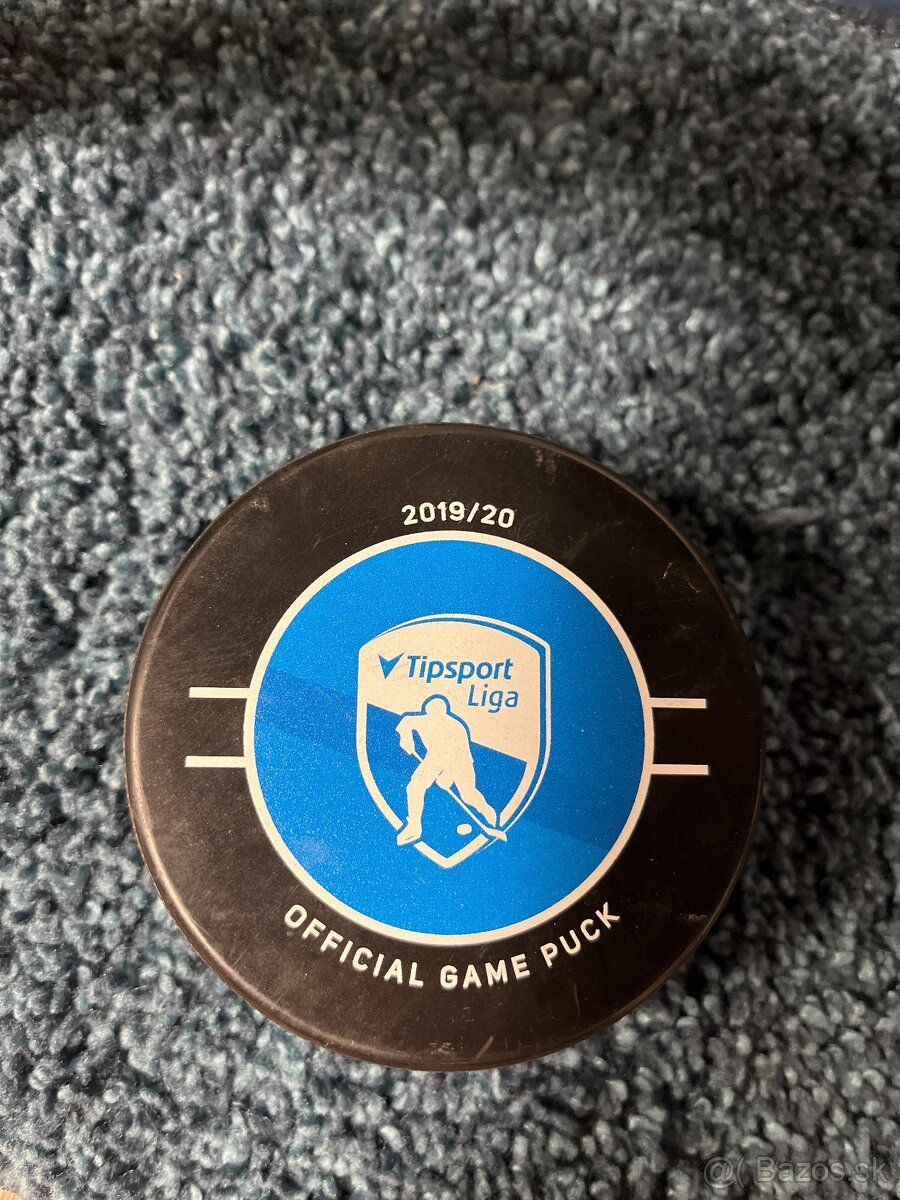 2019/20
Tipsport
Liga
OFFICIAL GAME PUCK
@( Bazos.sk